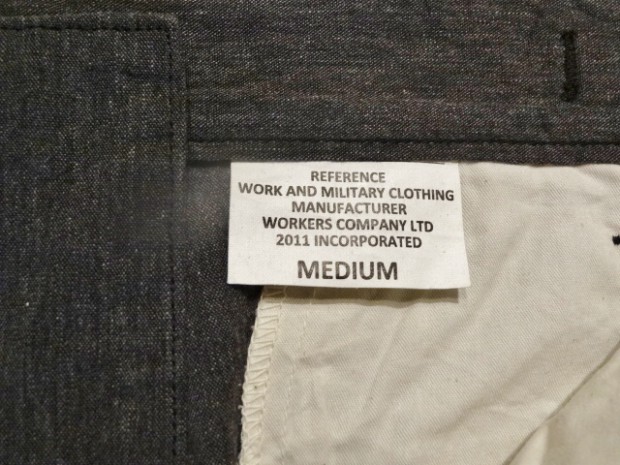 REFERENCE
WORK AND MILITARY CLOTHING
MANUFACTURER
WORKERS COMPANY LTD
2011 INCORPORATED
MEDIUM